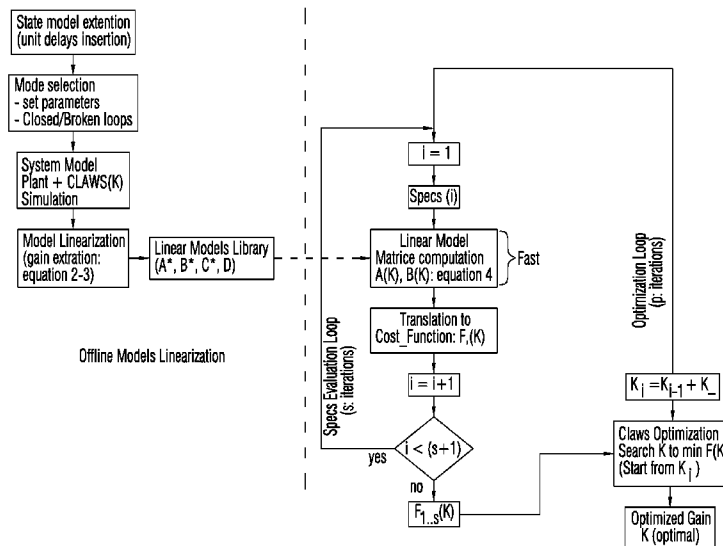 State model extention
(unit delays insertion)
Mode selection
- set parameters
- Closed/Broken loops
System Model
Plant + CLAWS(K)
Simulation
Model Linearization
(gain extration:
equation 2-3)
Linear Models Library
(A*, B*, C*, D)
Offline Models Linearization
i = 1
Specs (i)
Linear Model
Matrice computation
A(K), B(K): equation 4
Fast
Translation to
Cost_Function: F,(K)
i = i+1
Specs Evaluation Loop
(s: iterations)
i < (s+1)
yes
no
F1..s(K)
Optimization Loop
(p: iterations)
Ki =Ki-1 + K_
Claws Optimization
Search K to min F(K
(Start from Ki )
Optimized Gain
K (optimal)